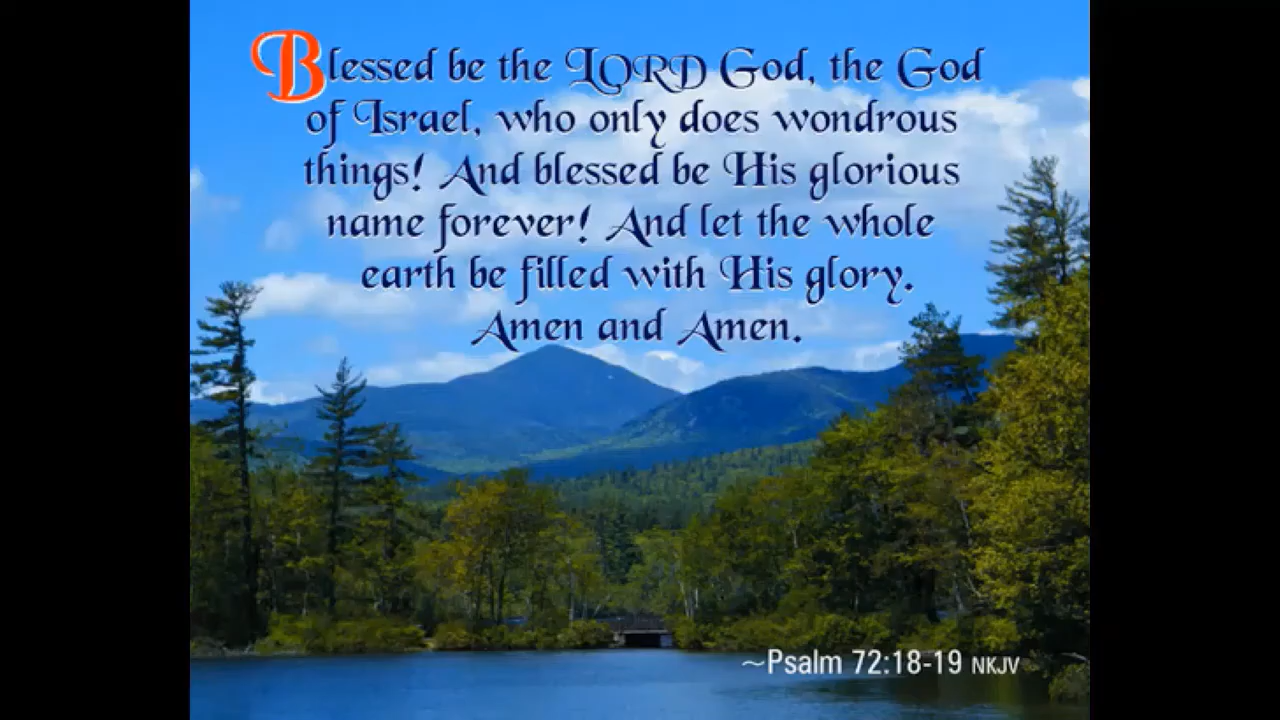 Blessed be the LORD God, the God
of Israel, who only does wondrous
things! And blessed be His glorious
name forever! And let the whole
earth be filled with His glory.
Amen and Amen.
~Psalm 72:18-19 NKJV